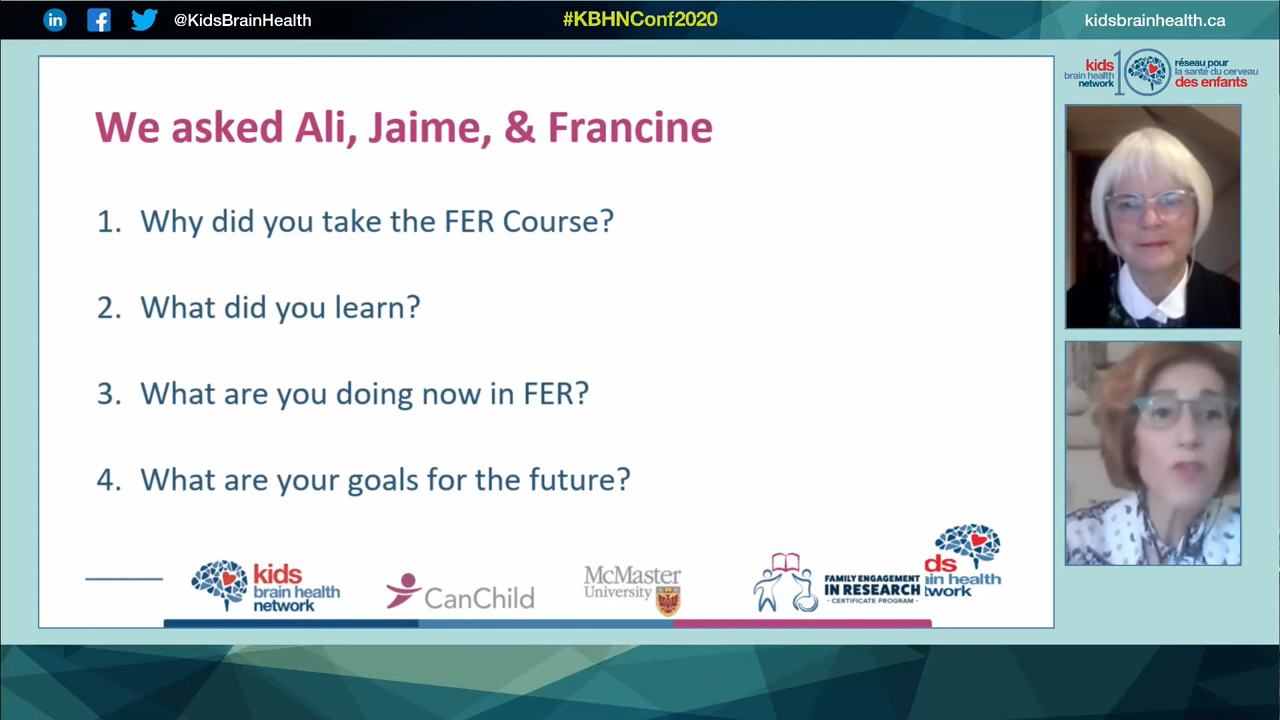 @KidsBrainHealth
#KBHNConf2020
kidsbrainhealth.ca
kids
brain health
network
10
réseau pour
la santé du cerveau
des enfants
We asked Ali, Jaime, & Francine
1. Why did you take the FER Course?
2. What did you learn?
3. What are you doing now in FER?
4. What are your goals for the future?
kids
brain health
network
CanChild
McMaster
University
FAMILY ENGAGEMENT
IN RESEARCH
- CERTIFICATE PROGRAM -
ds
in health
twork